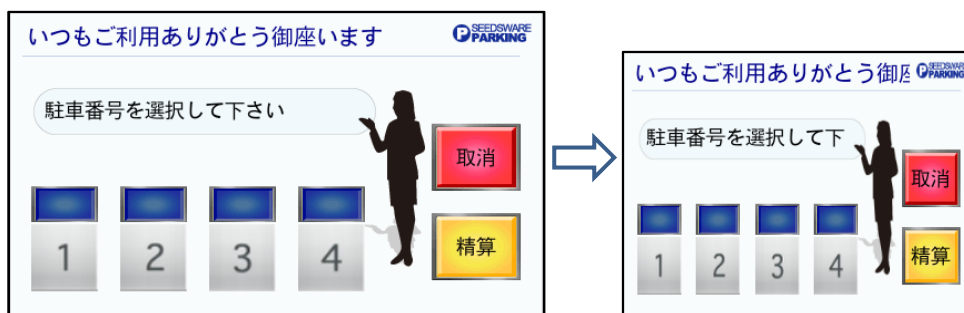 いつもご利用ありがとう御座います
SEEDSWARE
PARKING
駐車番号を選択して下さい
取消
1 2 3 4
精算
いつもご利用ありがとう御座
SEEDSWARE
PARKING
駐車番号を選択して下
取消
1 2 3 4
精算